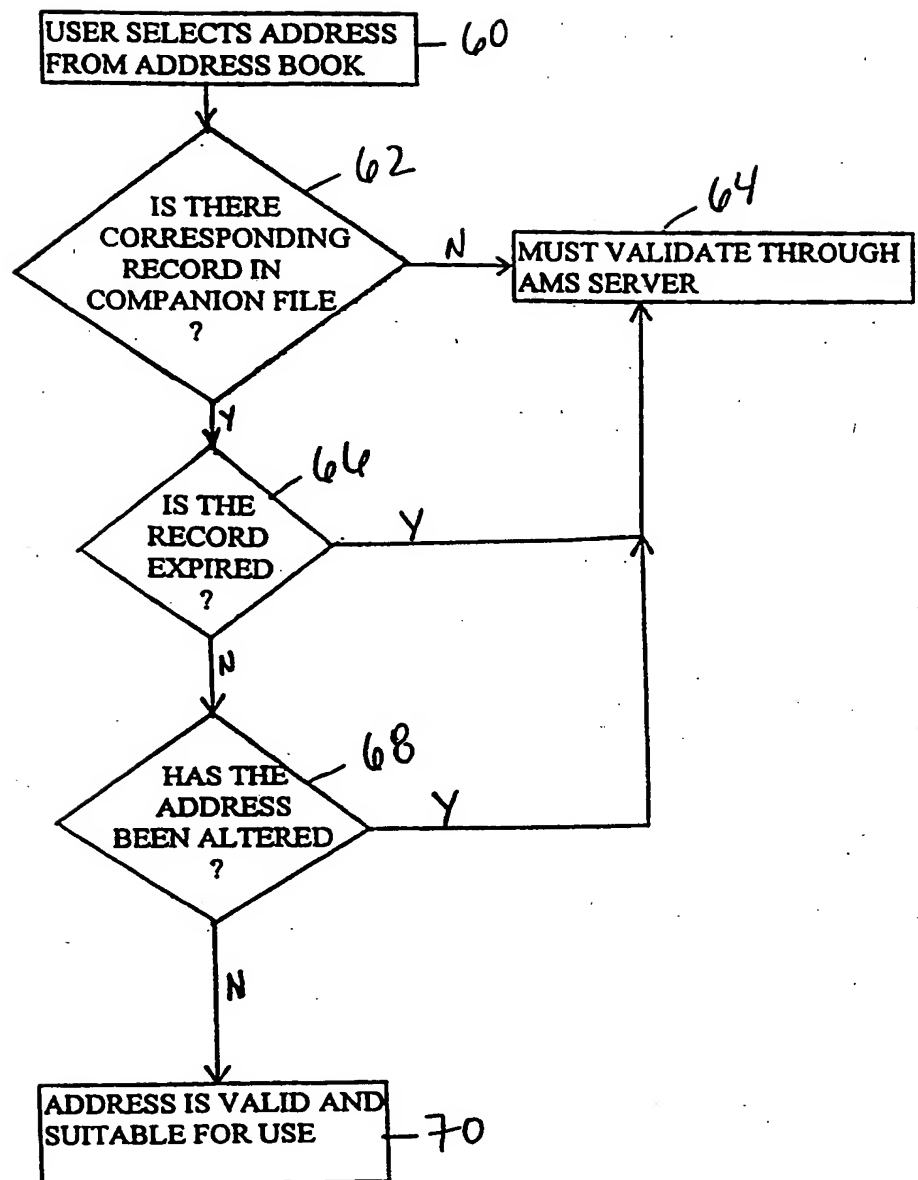 USER SELECTS ADDRESS
FROM ADDRESS BOOK
60
62
IS THERE
CORRESPONDING
RECORD IN
COMPANION FILE
?
N
64
MUST VALIDATE THROUGH
AMS SERVER
Y
66
IS THE
RECORD
EXPIRED
?
Y
N
68
HAS THE
ADDRESS
BEEN ALTERED
?
Y
N
ADDRESS IS VALID AND
SUITABLE FOR USE
70